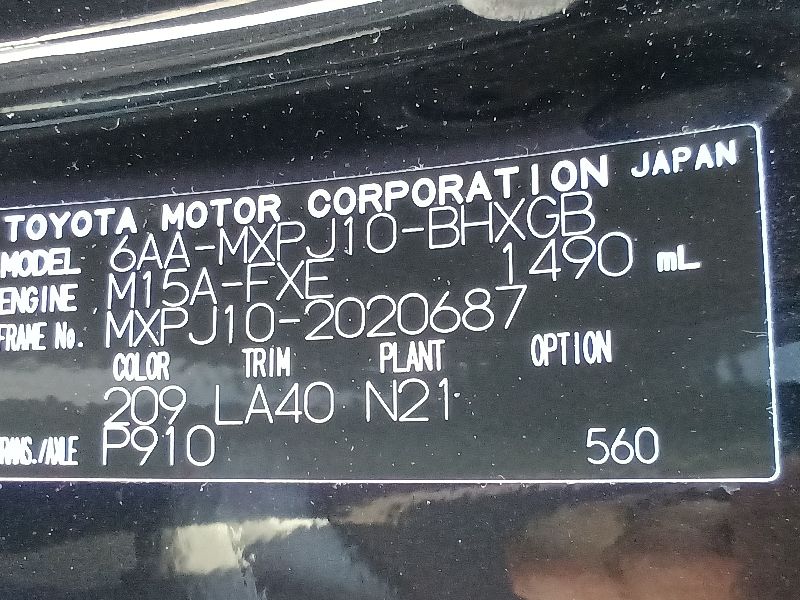 TOYOTA MOTOR CORPORATION JAPAN
MODEL 6AA-MXPJ10-BHXGB
ENGINE M15A-FXE 1490 mL
FRAME No. MXPJ10-2020687
COLOR TRIM PLANT OPTION
209 LA40 N21
TRANS./AXLE P910 560